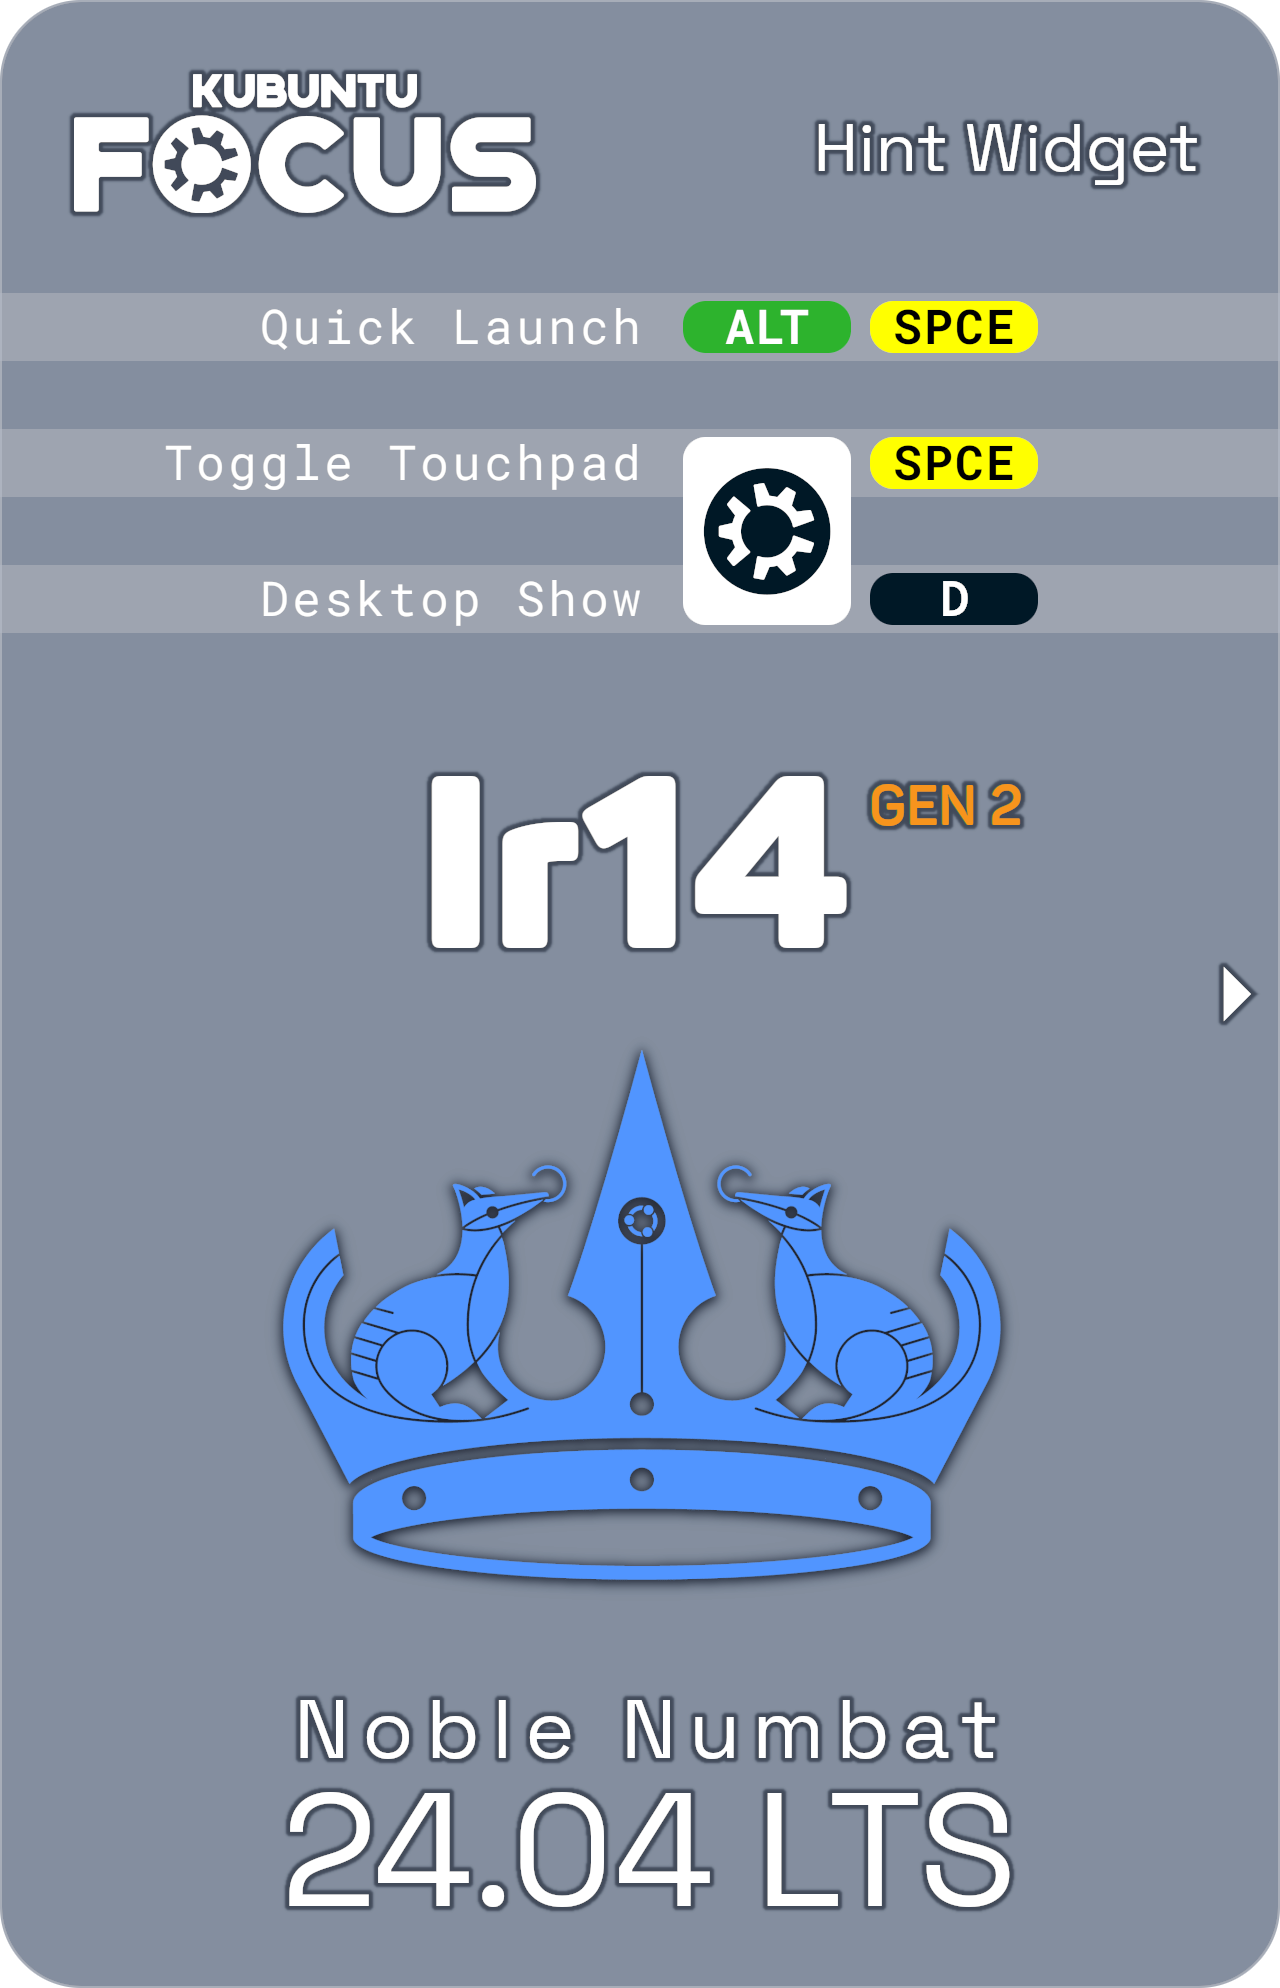 KUBUNTU
FOCUS
Hint Widget
Quick Launch ALT SPCE
Toggle Touchpad SPCE
Desktop Show D
Ir14 GEN 2
Noble Numbat
24.04 LTS